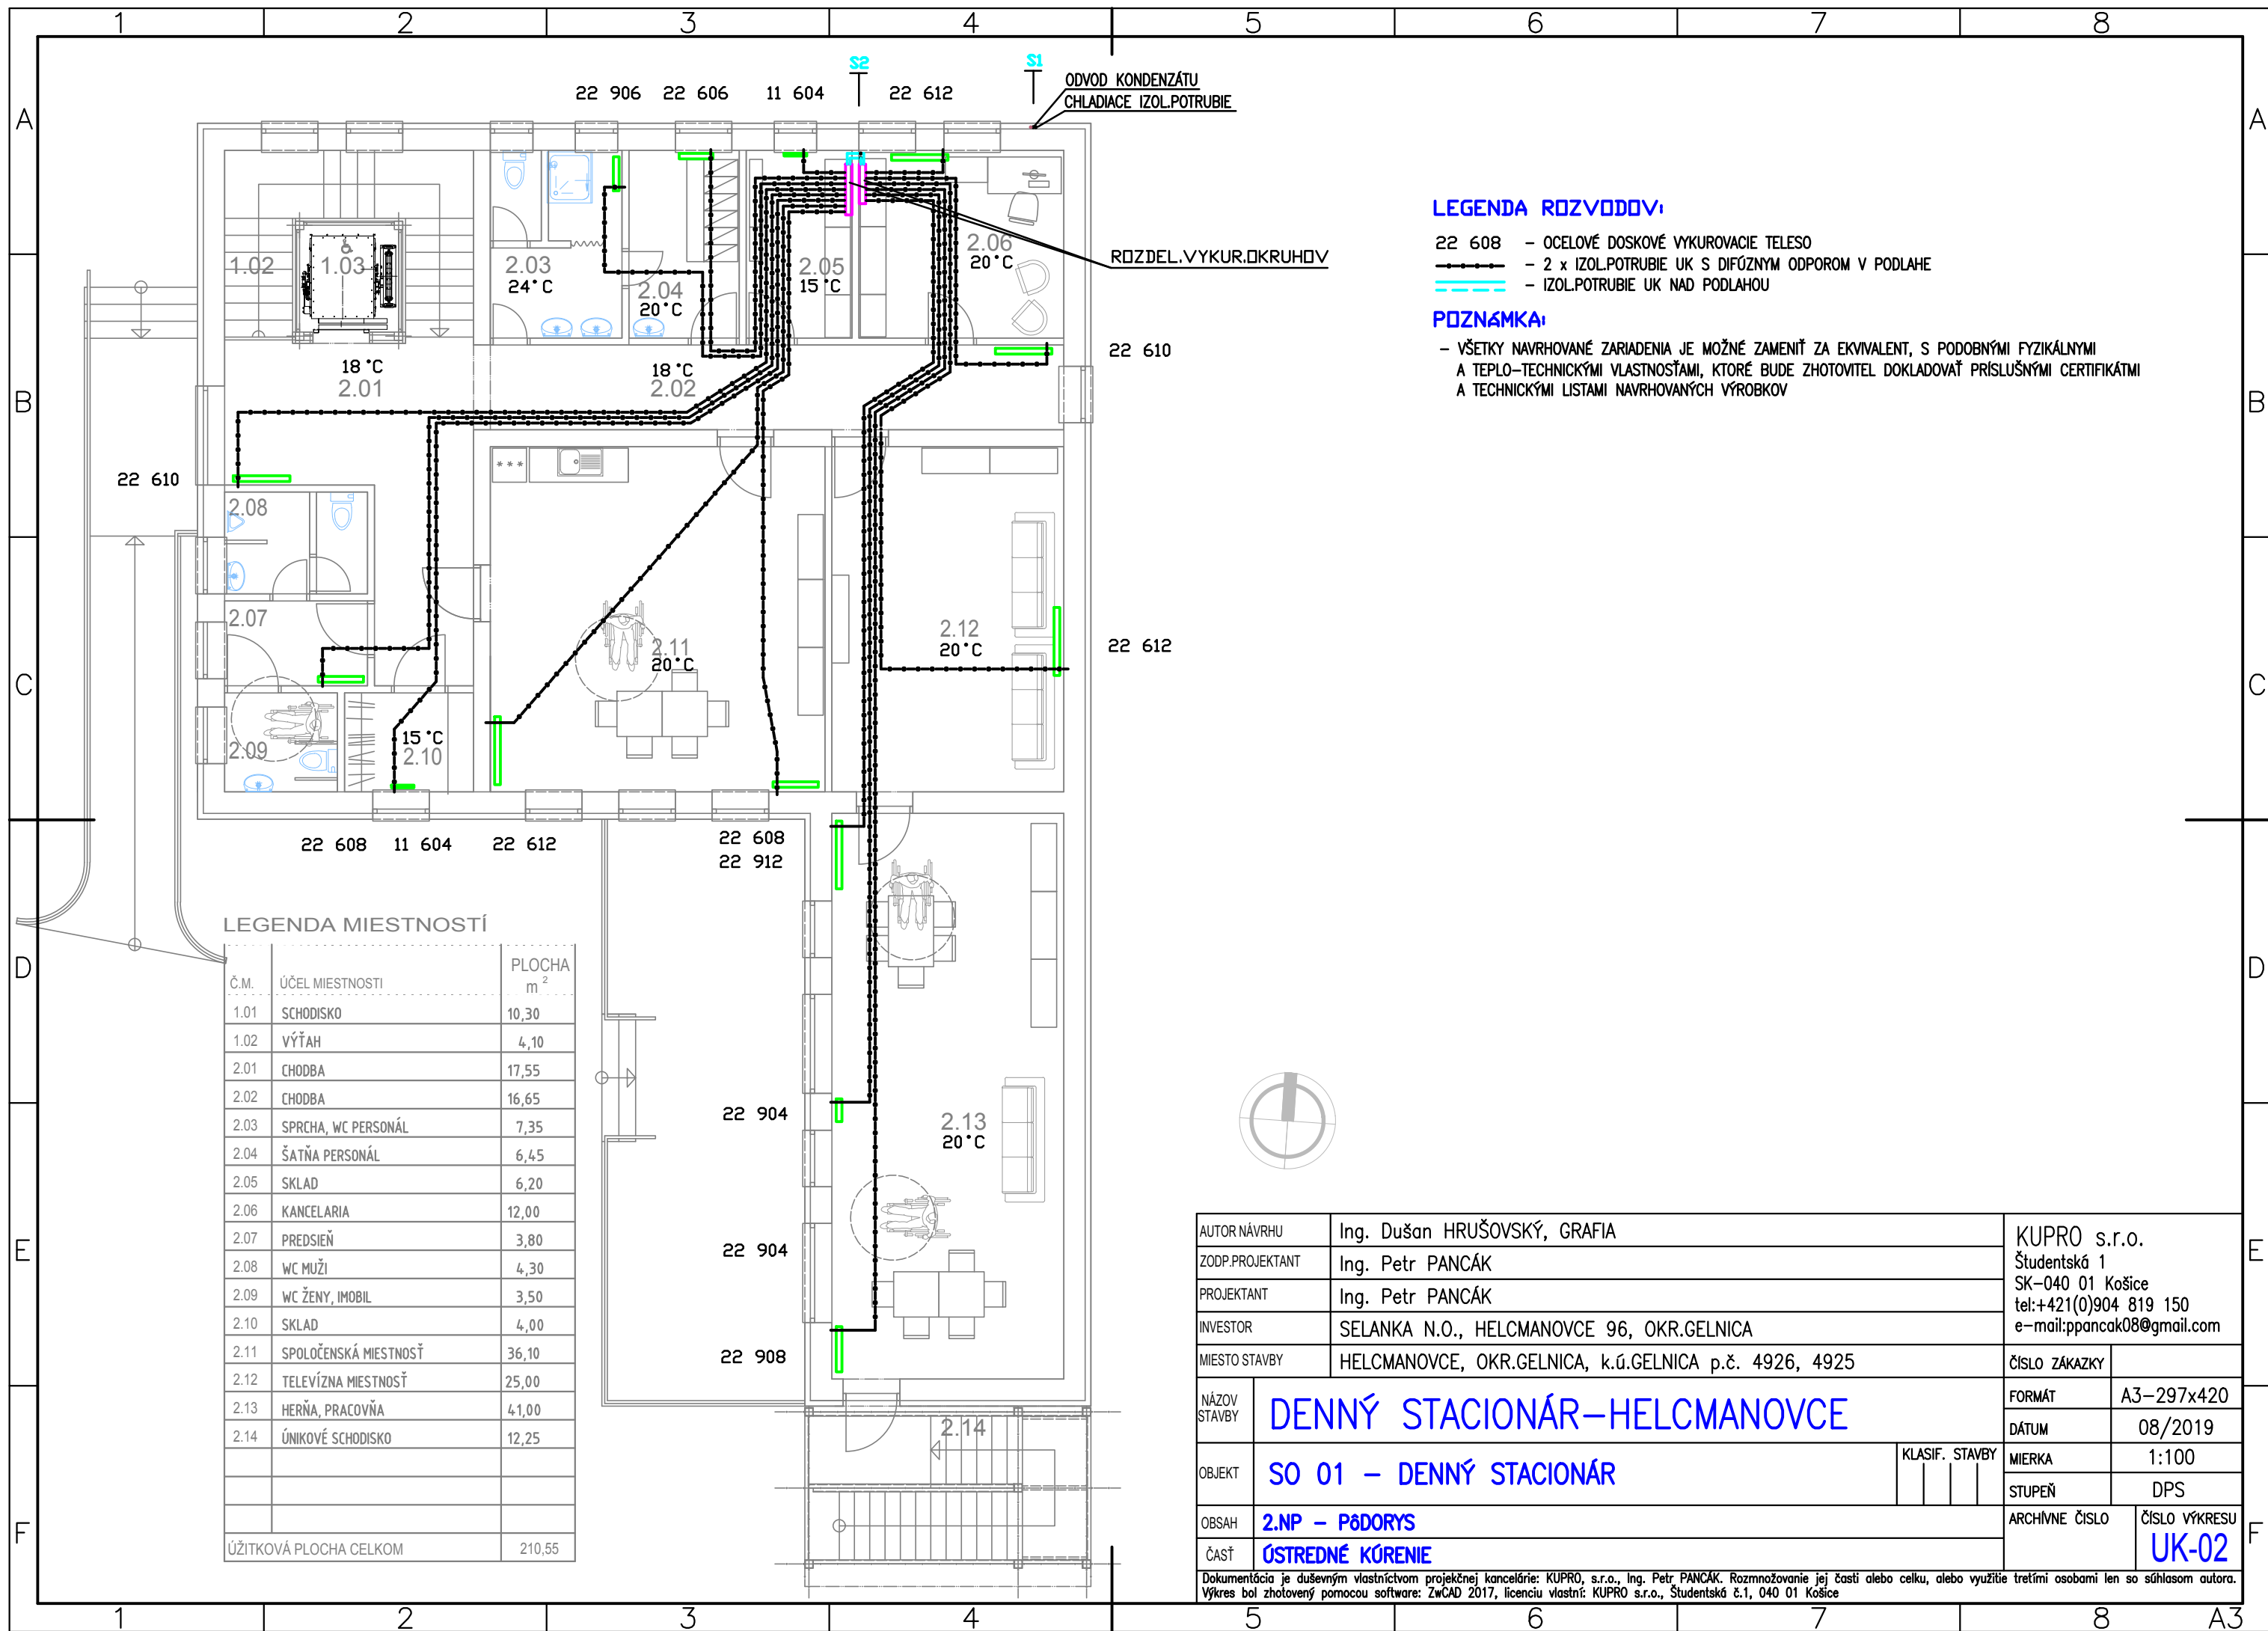 1 2 3 4 5 6 7 8
A A
B B
C C
D D
E E
F F
S2 S1
ODVOD KONDENZÁTU
CHLADIACE IZOL.POTRUBIE
22 906 22 606 11 604 22 612
ROZDEL.VYKUR.OKRUHOV
1.02 1.03
2.03
24°C
2.04
20°C
2.05
15°C
2.06
20°C
18°C
2.01
18°C
2.02
22 610
22 610
2.08
2.07
2.09
15°C
2.10
2.11
20°C
2.12
20°C
22 612
22 608 11 604 22 612 22 608
22 912
22 904
2.13
20°C
22 904
22 908
2.14
LEGENDA ROZVODOV:
22 608 – OCELOVÉ DOSKOVÉ VYKUROVACIE TELESO
– 2 x IZOL.POTRUBIE UK S DIFÚZNYM ODPOROM V PODLAHE
– IZOL.POTRUBIE UK NAD PODLAHOU
POZNáMKA:
– VŠETKY NAVRHOVANÉ ZARIADENIA JE MOŽNÉ ZAMENIŤ ZA EKVIVALENT, S PODOBNÝMI FYZIKÁLNYMI
A TEPLO–TECHNICKÝMI VLASTNOSŤAMI, KTORÉ BUDE ZHOTOVITEL DOKLADOVAŤ PRÍSLUŠNÝMI CERTIFIKÁTMI
A TECHNICKÝMI LISTAMI NAVRHOVANÝCH VÝROBKOV
LEGENDA MIESTNOSTÍ
Č.M. ÚČEL MIESTNOSTI PLOCHA m²
1.01 SCHODISKO 10,30
1.02 VÝŤAH 4,10
2.01 CHODBA 17,55
2.02 CHODBA 16,65
2.03 SPRCHA, WC PERSONÁL 7,35
2.04 ŠATŇA PERSONÁL 6,45
2.05 SKLAD 6,20
2.06 KANCELARIA 12,00
2.07 PREDSIEŇ 3,80
2.08 WC MUŽI 4,30
2.09 WC ŽENY, IMOBIL 3,50
2.10 SKLAD 4,00
2.11 SPOLOČENSKÁ MIESTNOSŤ 36,10
2.12 TELEVÍZNA MIESTNOSŤ 25,00
2.13 HERŇA, PRACOVŇA 41,00
2.14 ÚNIKOVÉ SCHODISKO 12,25
ÚŽITKOVÁ PLOCHA CELKOM 210,55
AUTOR NÁVRHU Ing. Dušan HRUŠOVSKÝ, GRAFIA
ZODP.PROJEKTANT Ing. Petr PANCÁK
PROJEKTANT Ing. Petr PANCÁK
INVESTOR SELANKA N.O., HELCMANOVCE 96, OKR.GELNICA
MIESTO STAVBY HELCMANOVCE, OKR.GELNICA, k.ú.GELNICA p.č. 4926, 4925
KUPRO s.r.o.
Študentská 1
SK–040 01 Košice
tel:+421(0)904 819 150
e–mail:ppancak08@gmail.com
ČÍSLO ZÁKAZKY
NÁZOV STAVBY DENNÝ STACIONÁR–HELCMANOVCE
FORMÁT A3–297x420
DÁTUM 08/2019
OBJEKT SO 01 – DENNÝ STACIONÁR
KLASIF. STAVBY
MIERKA 1:100
STUPEŇ DPS
OBSAH 2.NP – PôDORYS
ČASŤ ÚSTREDNÉ KÚRENIE
ARCHÍVNE ČISLO
ČÍSLO VÝKRESU
UK-02
Dokumentácia je duševným vlastníctvom projekčnej kancelárie: KUPRO, s.r.o., Ing. Petr PANCÁK. Rozmnožovanie jej časti alebo celku, alebo využitie tretími osobami len so súhlasom autora.
Výkres bol zhotovený pomocou software: ZwCAD 2017, licenciu vlastní: KUPRO s.r.o., Študentská č.1, 040 01 Košice
1 2 3 4 5 6 7 8 A3